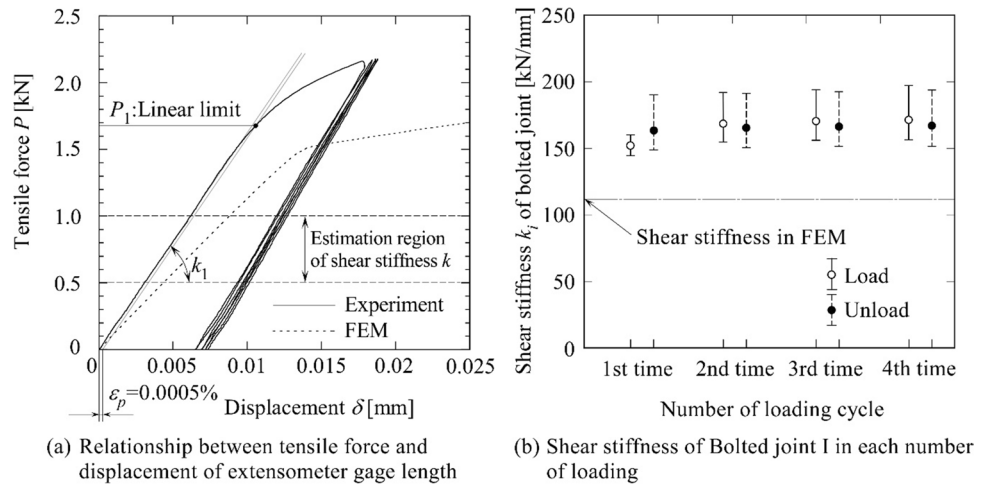 2.5
2.0
1.5
1.0
0.5
0
Tensile force P [kN]
P1:Linear limit
k1
Estimation region
of shear stiffness k
Experiment
FEM
0 0.005 0.01 0.015 0.02 0.025
εp=0.0005%
Displacement δ [mm]
(a) Relationship between tensile force and
displacement of extensometer gage length
250
200
150
100
50
0
Shear stiffness ki of bolted joint [kN/mm]
Shear stiffness in FEM
Load
Unload
1st time 2nd time 3rd time 4th time
Number of loading cycle
(b) Shear stiffness of Bolted joint I in each number
of loading